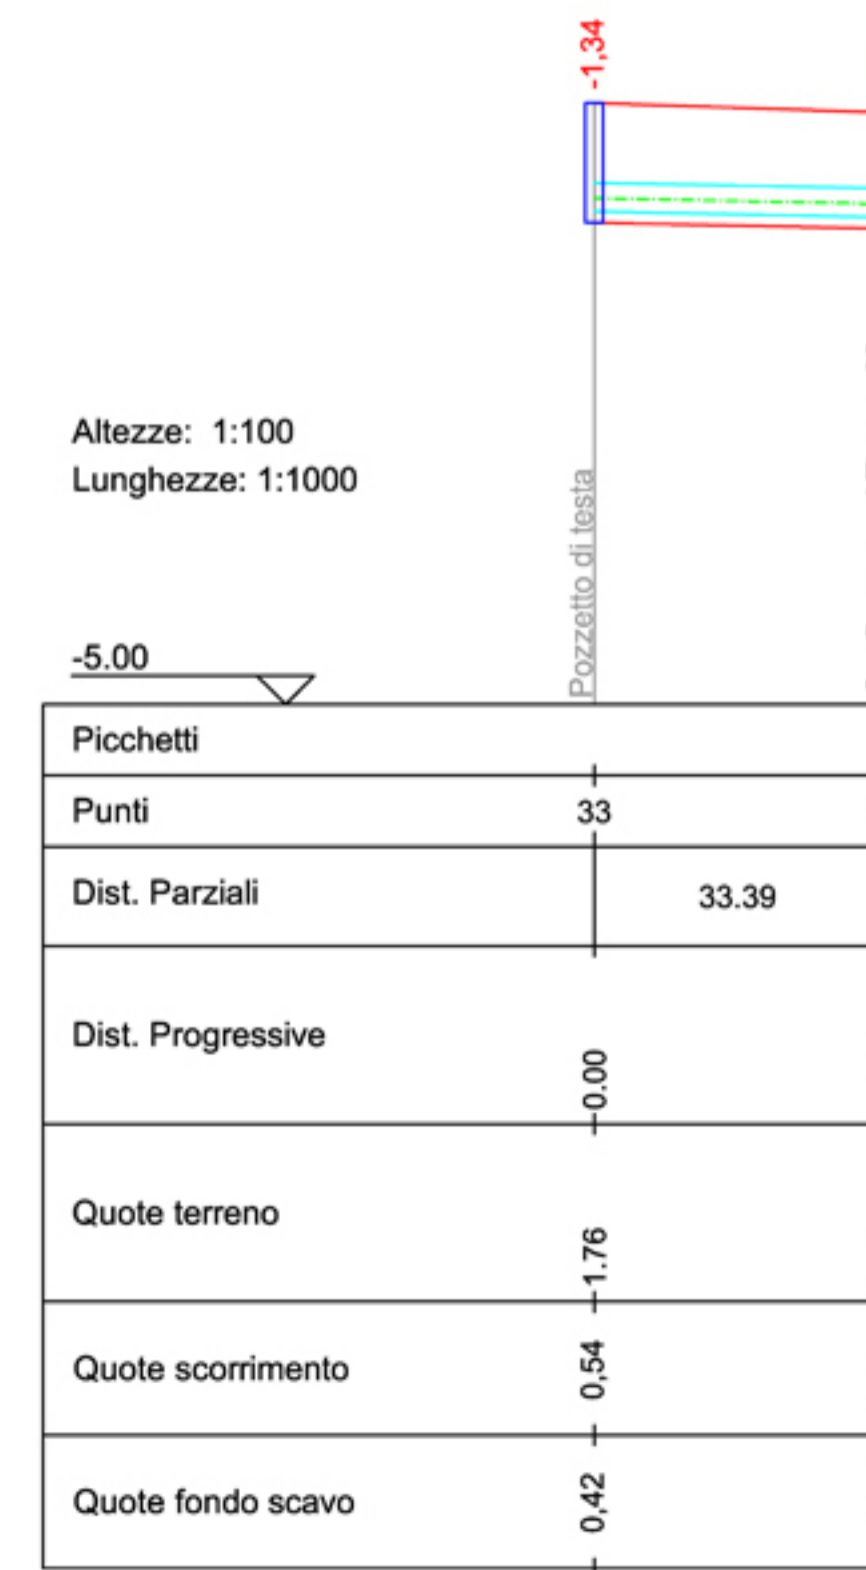 -1,34
Altezze: 1:100
Lunghezze: 1:1000
Pozzetto di testa
-5.00
Picchetti
Punti 33
Dist. Parziali 33.39
Dist. Progressive 0.00
Quote terreno 1.76
Quote scorrimento 0,54
Quote fondo scavo 0,42